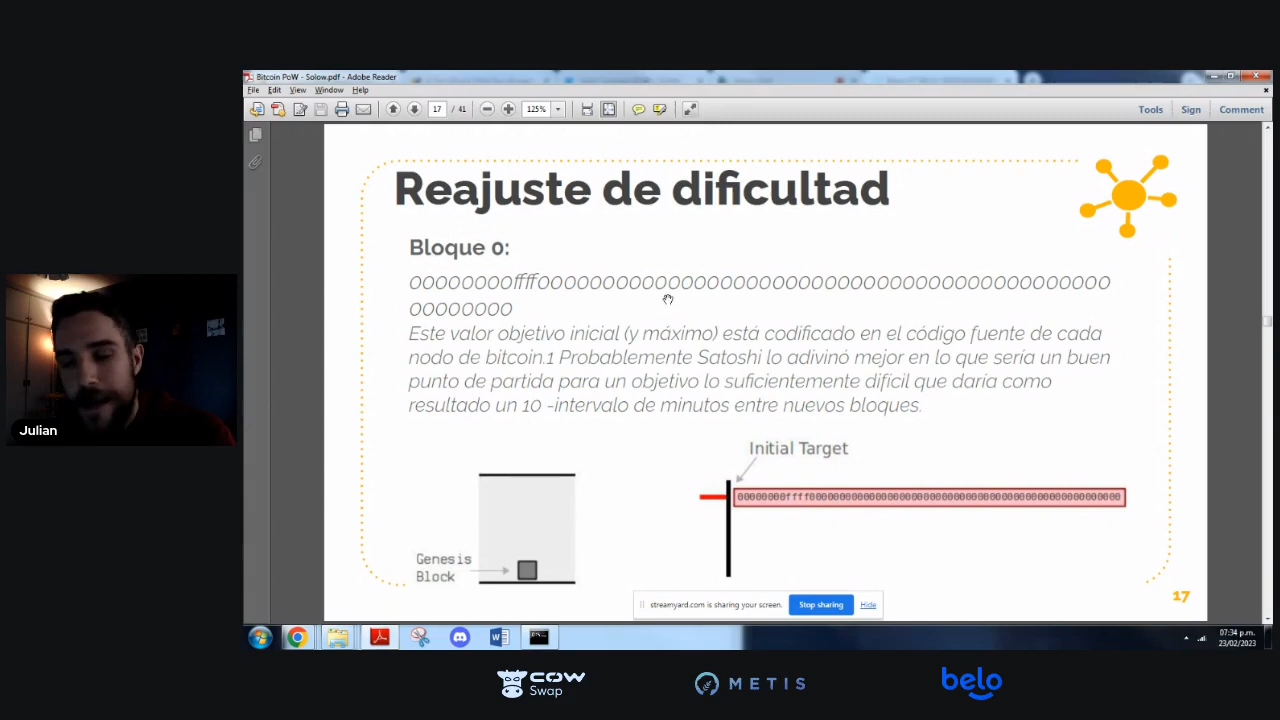 Bitcoin PoW - Solow.pdf - Adobe Reader
File Edit View Window Help
17 / 41 125% Tools Sign Comment
Reajuste de dificultad
Bloque 0:
00000000ffff00000000000000000000000000000000000000000000
00000000
Este valor objetivo inicial (y máximo) está codificado en el código fuente de cada
nodo de bitcoin.1 Probablemente Satoshi lo adivinó mejor en lo que sería un buen
punto de partida para un objetivo lo suficientemente difícil que daría como
resultado un 10 -intervalo de minutos entre nuevos bloques.
Initial Target
00000000ffff0000000000000000000000000000000000000000000000000000
Genesis
Block
Julian
17
streamyard.com is sharing your screen. Stop sharing Hide
07:34 p.m.
23/02/2023
COW
Swap
METIS
belo